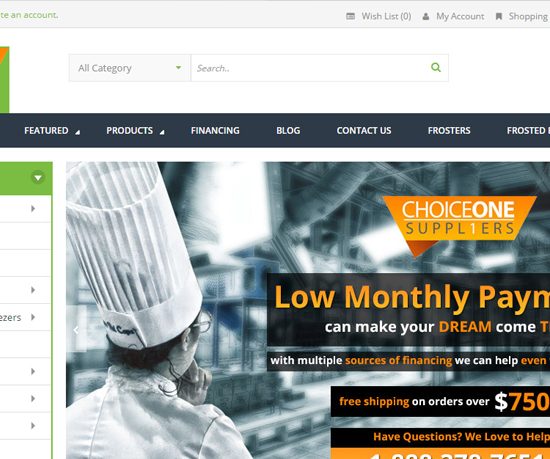 te an account.
Wish List (0) My Account Shopping
All Category Search..
FEATURED PRODUCTS FINANCING BLOG CONTACT US FROSTERS FROSTED
CHOICEONE
SUPPL1ERS
Low Monthly Paym
can make your DREAM come T
ezers
with multiple sources of financing we can help even
free shipping on orders over $750
Have Questions? We Love to Help